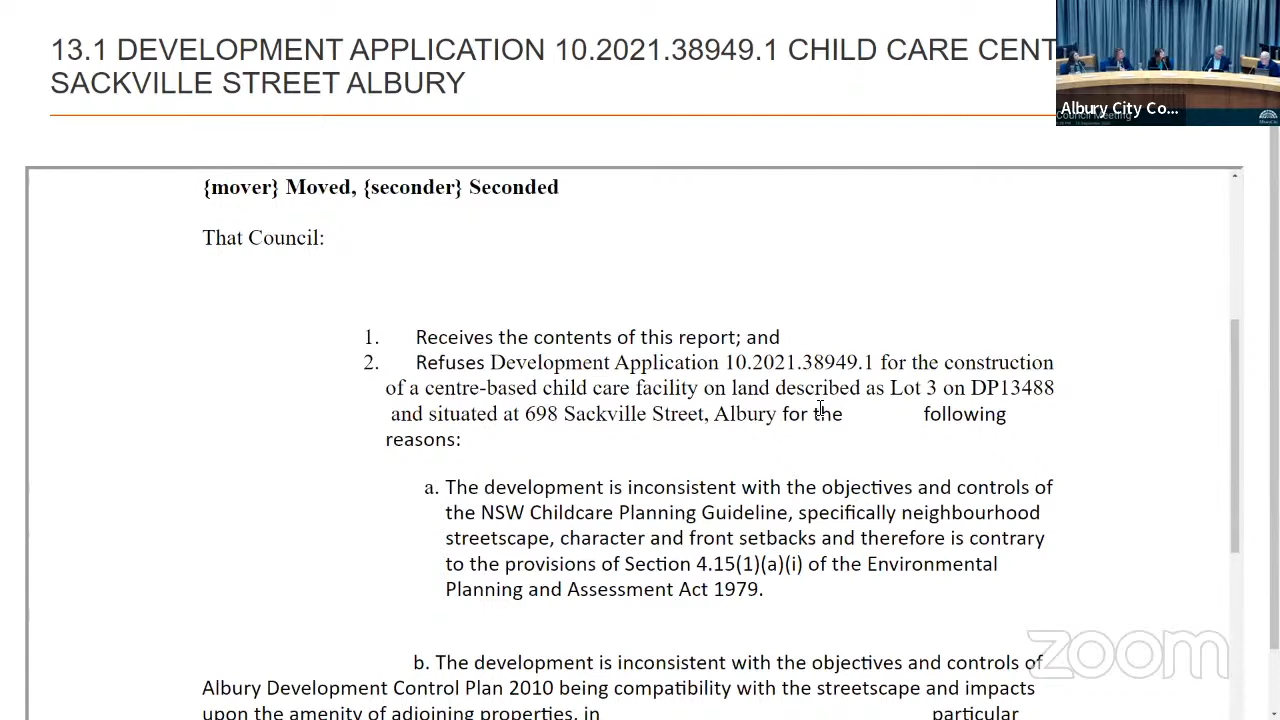 13.1 DEVELOPMENT APPLICATION 10.2021.38949.1 CHILD CARE CENT
SACKVILLE STREET ALBURY
Albury City Co...
Council Meeting
{mover} Moved, {seconder} Seconded
That Council:
1. Receives the contents of this report; and
2. Refuses Development Application 10.2021.38949.1 for the construction
of a centre-based child care facility on land described as Lot 3 on DP13488
and situated at 698 Sackville Street, Albury for the following
reasons:
a. The development is inconsistent with the objectives and controls of
the NSW Childcare Planning Guideline, specifically neighbourhood
streetscape, character and front setbacks and therefore is contrary
to the provisions of Section 4.15(1)(a)(i) of the Environmental
Planning and Assessment Act 1979.
b. The development is inconsistent with the objectives and controls of
Albury Development Control Plan 2010 being compatibility with the streetscape and impacts
upon the amenity of adjoining properties, in particular
zoom